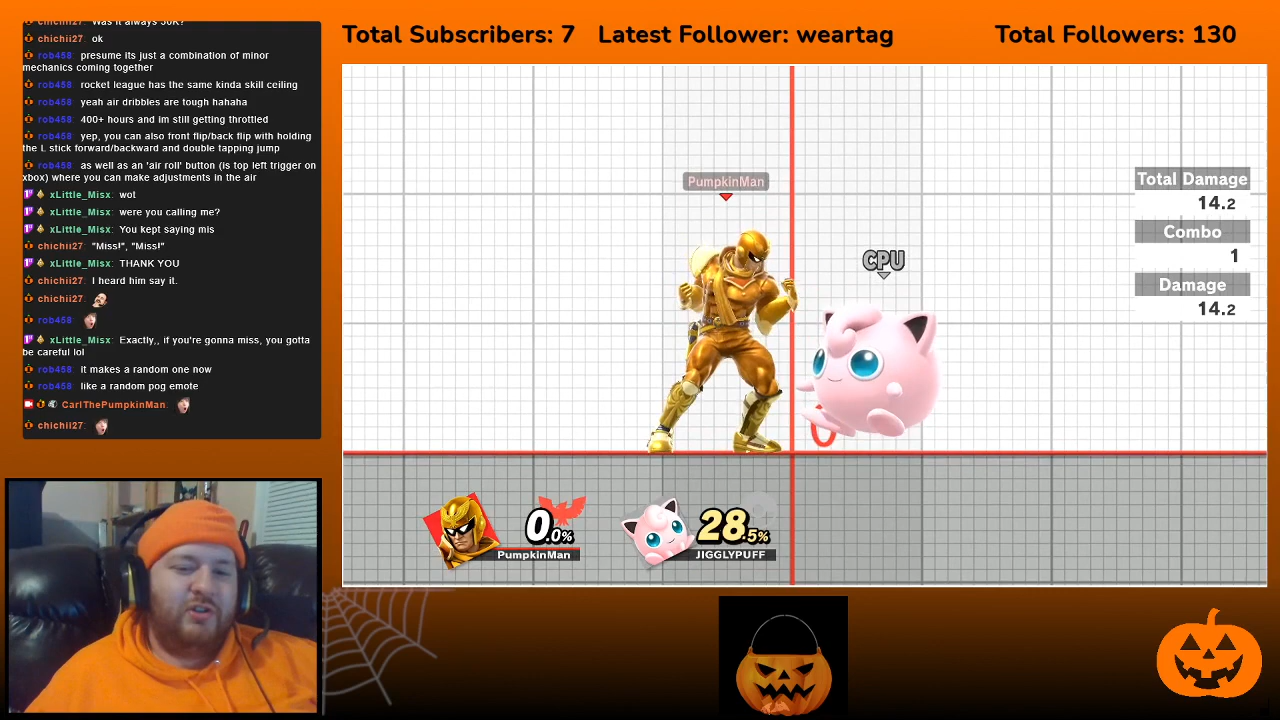 Total Subscribers: 7 Latest Follower: weartag Total Followers: 130
chichii27: Was it always 50K?
chichii27: ok
rob458: presume its just a combination of minor
mechanics coming together
rob458: rocket league has the same kinda skill ceiling
rob458: yeah air dribbles are tough hahaha
rob458: 400+ hours and im still getting throttled
rob458: yep, you can also front flip/back flip with holding
the L stick forward/backward and double tapping jump
rob458: as well as an 'air roll' button (is top left trigger on
xbox) where you can make adjustments in the air
xLittle_Misx: wot
xLittle_Misx: were you calling me?
xLittle_Misx: You kept saying mis
chichii27: "Miss!", "Miss!"
xLittle_Misx: THANK YOU
chichii27: I heard him say it.
chichii27:
rob458:
xLittle_Misx: Exactly,, if you're gonna miss, you gotta
be careful lol
rob458: it makes a random one now
rob458: like a random pog emote
CarlThePumpkinMan:
chichii27:
PumpkinMan
CPU
Total Damage
14.2
Combo
1
Damage
14.2
0.0%
PumpkinMan
28.5%
JIGGLYPUFF